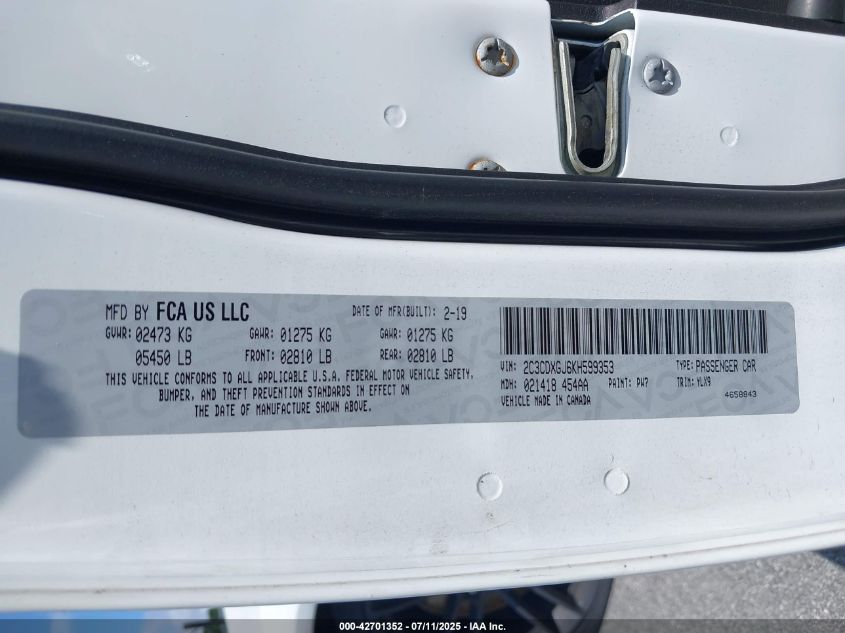 MFD BY FCA US LLC DATE OF MFR(BUILT): 2-19
GVWR: 02473 KG GAWR: 01275 KG GAWR: 01275 KG
05450 LB FRONT: 02810 LB REAR: 02810 LB
THIS VEHICLE CONFORMS TO ALL APPLICABLE U.S.A. FEDERAL MOTOR VEHICLE SAFETY,
BUMPER, AND THEFT PREVENTION STANDARDS IN EFFECT ON
THE DATE OF MANUFACTURE SHOWN ABOVE.
VIN: 2C3CDXGJ6KH599353 TYPE: PASSENGER CAR
MDH: 021418 454AA PAINT: PW7 TRIM: YLX9
VEHICLE MADE IN CANADA 4658843
000-42701352 - 07/11/2025 - IAA Inc.